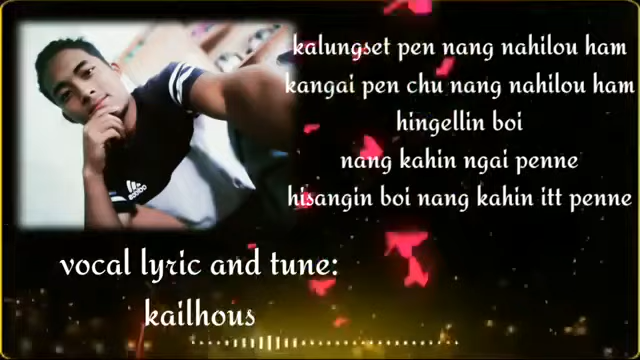 kalungset pen nang nahilou ham
kangai pen chu nang nahilou ham
hingellin boi
nang kahin ngai penne
hisangin boi nang kahin itt penne
adidas
vocal lyric and tune:
kailhous